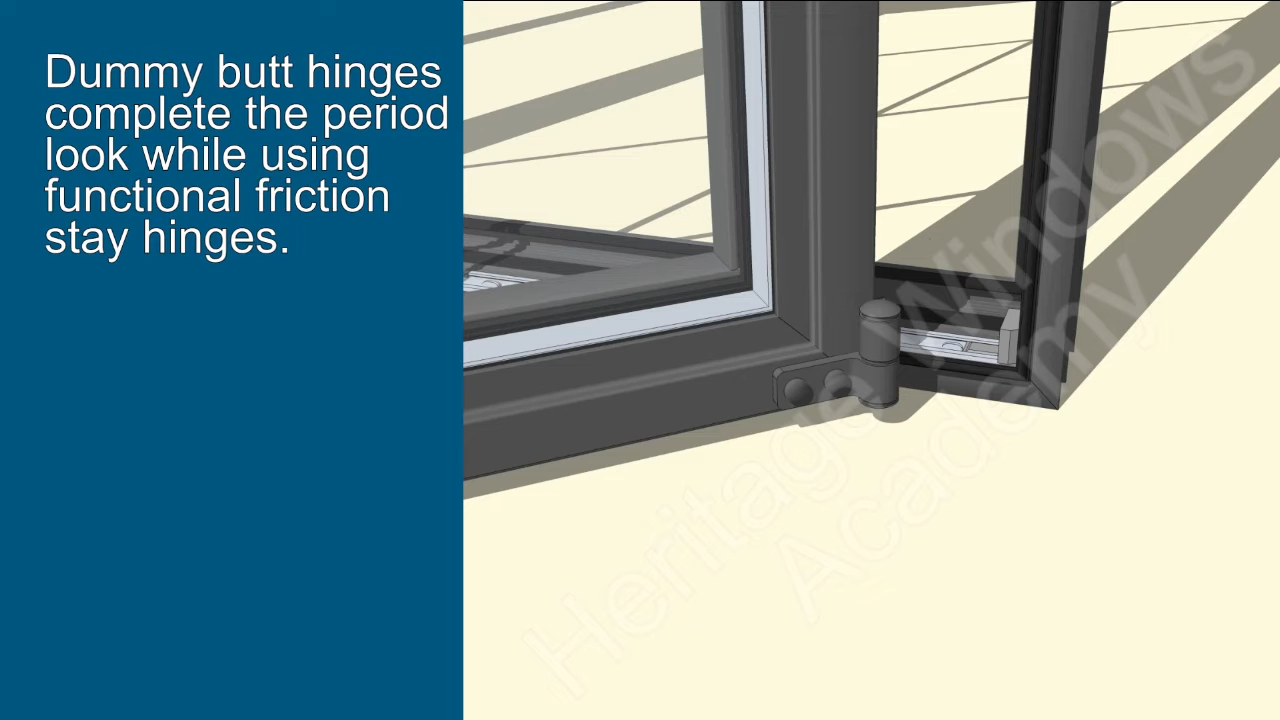 Dummy butt hinges
complete the period
look while using
functional friction
stay hinges.
Heritage Windows
Academy